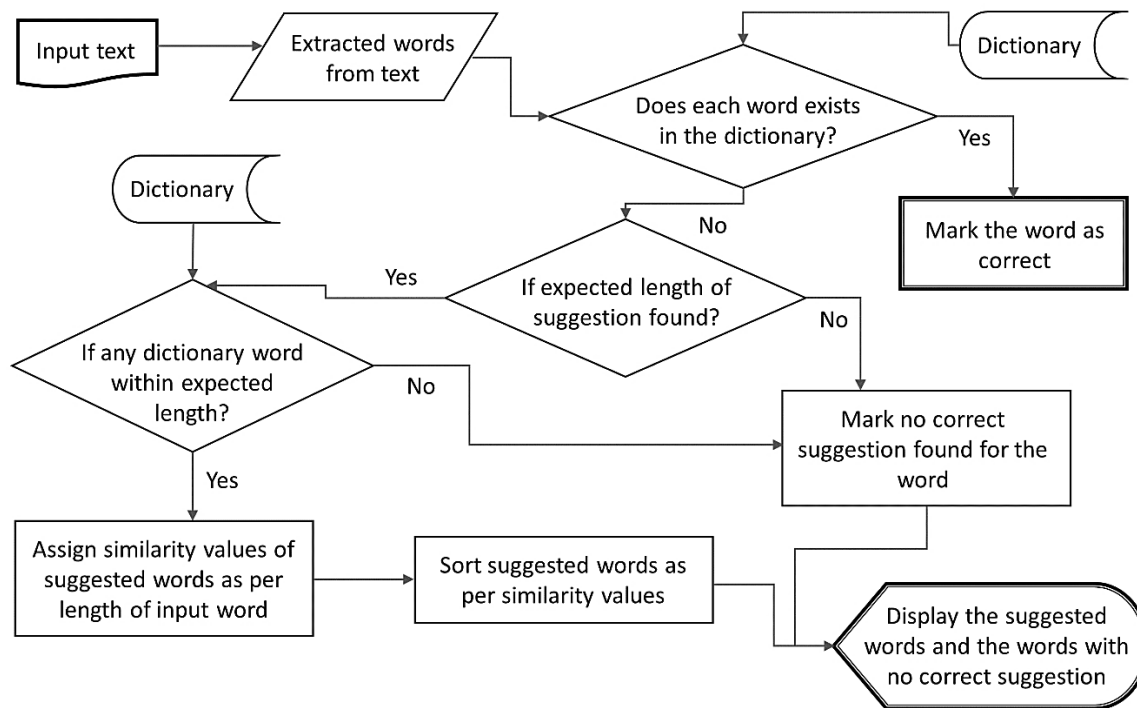 Input text
Extracted words
from text
Dictionary
Does each word exists
in the dictionary?
Yes
No
Mark the word as
correct
Dictionary
If expected length of
suggestion found?
Yes
No
If any dictionary word
within expected
length?
No
Yes
Mark no correct
suggestion found for the
word
Assign similarity values of
suggested words as per
length of input word
Sort suggested words as
per similarity values
Display the suggested
words and the words with
no correct suggestion